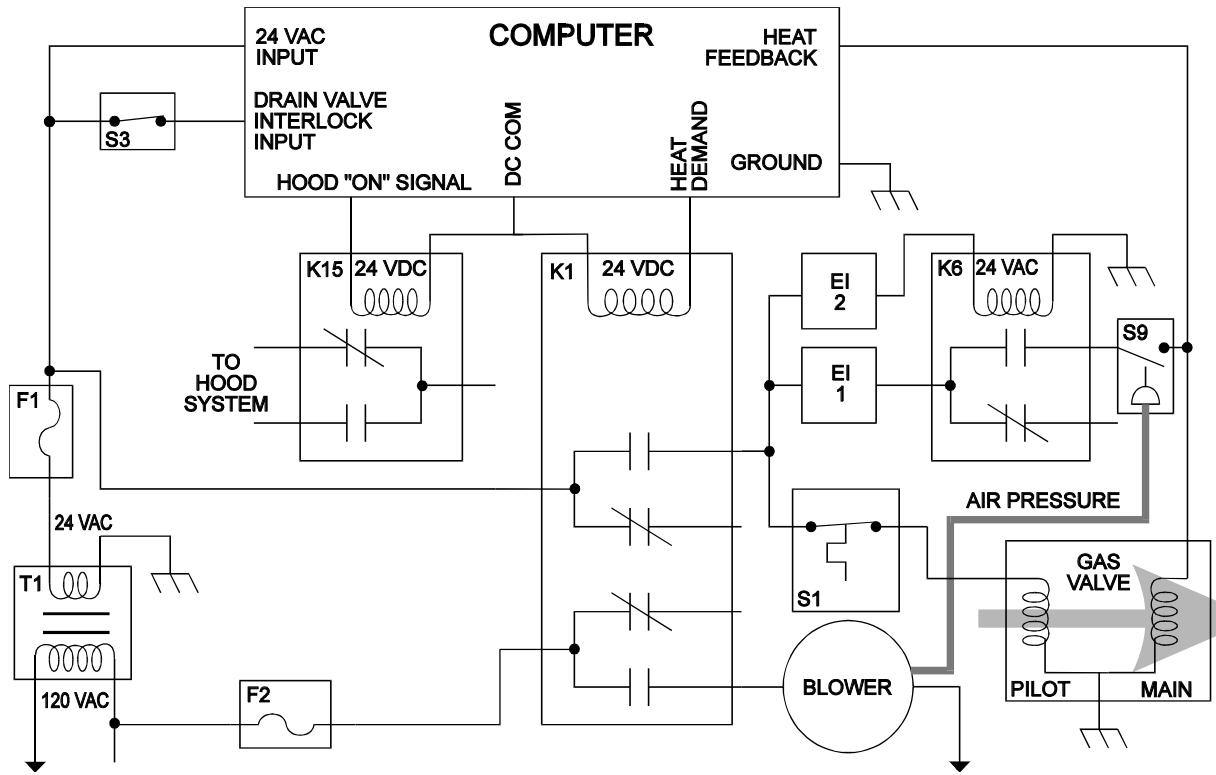 COMPUTER
24 VAC
INPUT
HEAT
FEEDBACK
DRAIN VALVE
INTERLOCK
INPUT
S3
DC COM
HEAT
DEMAND
GROUND
HOOD "ON" SIGNAL
K15
24 VDC
K1
24 VDC
EI
2
K6
24 VAC
S9
TO
HOOD
SYSTEM
EI
1
F1
AIR PRESSURE
24 VAC
GAS
VALVE
T1
S1
120 VAC
F2
BLOWER
PILOT
MAIN